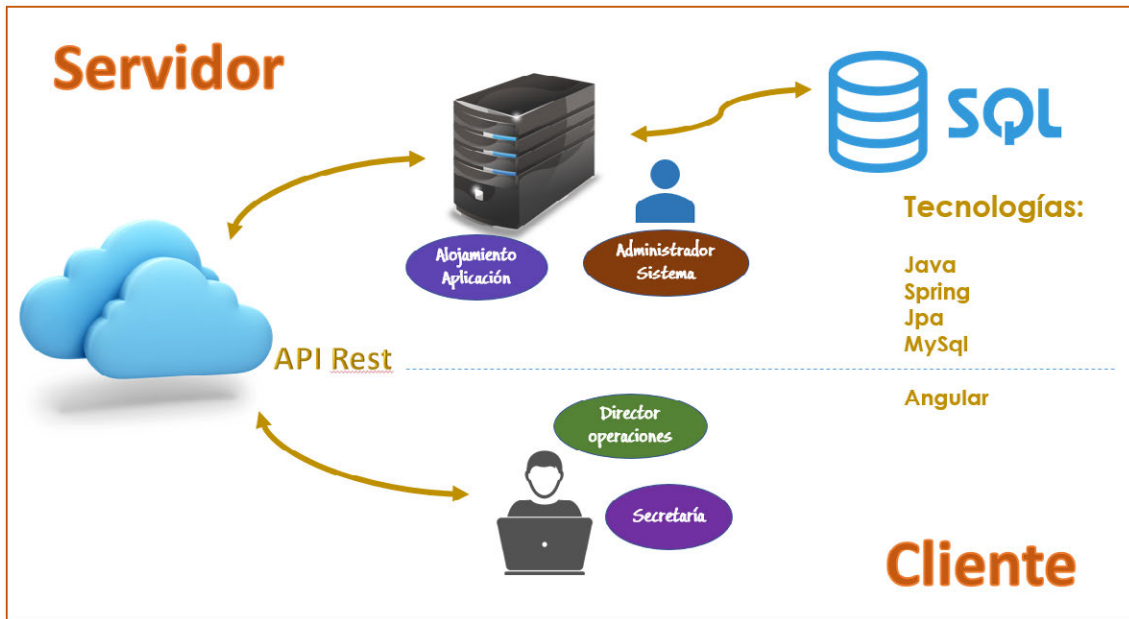 Servidor
SQL
Alojamiento
Aplicación
Administrador
Sistema
Tecnologías:
Java
Spring
Jpa
MySql
API Rest
Angular
Director
operaciones
Secretaría
Cliente